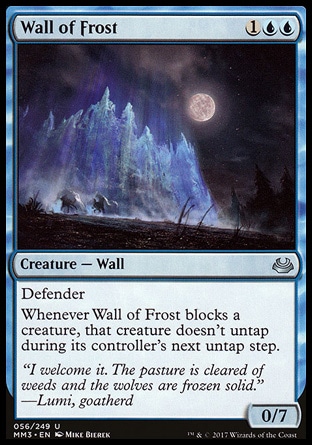 Wall of Frost 1
Creature — Wall
Defender
Whenever Wall of Frost blocks a
creature, that creature doesn't untap
during its controller's next untap step.
"I welcome it. The pasture is cleared of
weeds and the wolves are frozen solid."
—Lumi, goatherd
056/249 U
MM3 • EN Mike Bierek
™ & © 2017 Wizards of the Coast
0/7